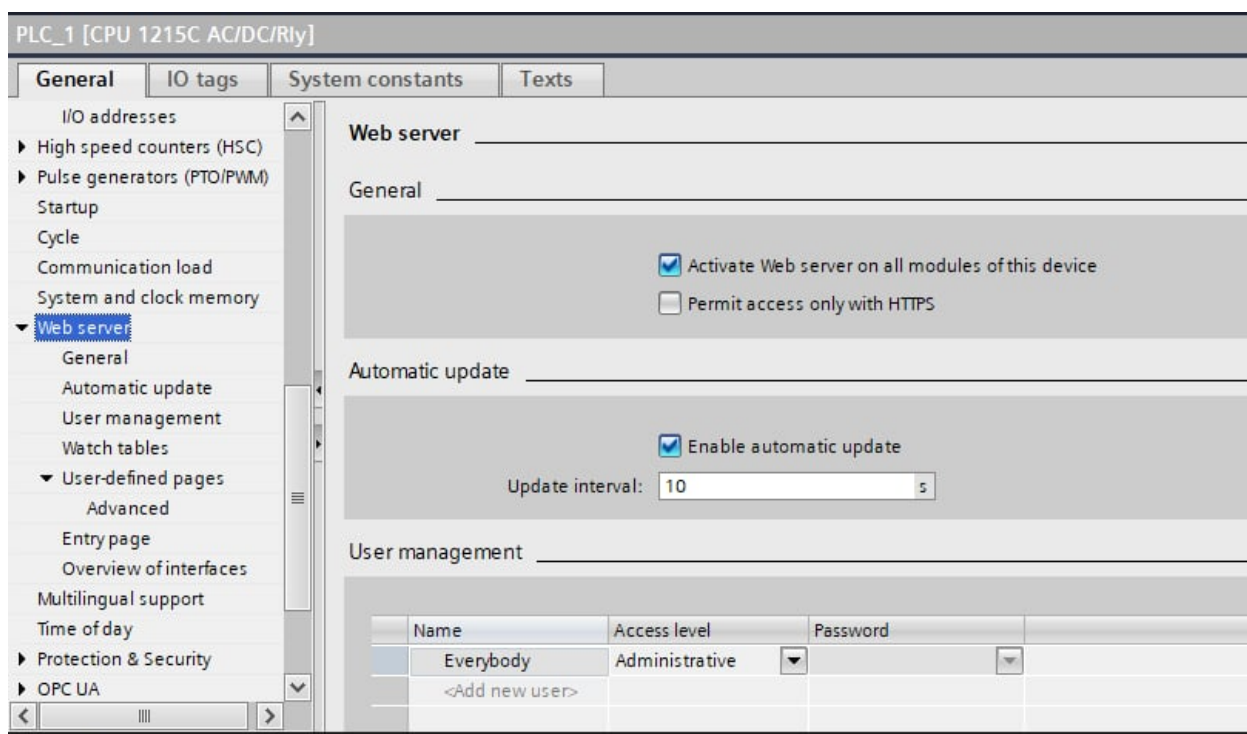 PLC_1 [CPU 1215C AC/DC/Rly]
General IO tags System constants Texts
I/O addresses
High speed counters (HSC)
Pulse generators (PTO/PWM)
Startup
Cycle
Communication load
System and clock memory
Web server
General
Automatic update
User management
Watch tables
User-defined pages
Advanced
Entry page
Overview of interfaces
Multilingual support
Time of day
Protection & Security
OPC UA
Web server
General
Activate Web server on all modules of this device
Permit access only with HTTPS
Automatic update
Enable automatic update
Update interval: 10 s
User management
Name Access level Password
Everybody Administrative
<Add new user>